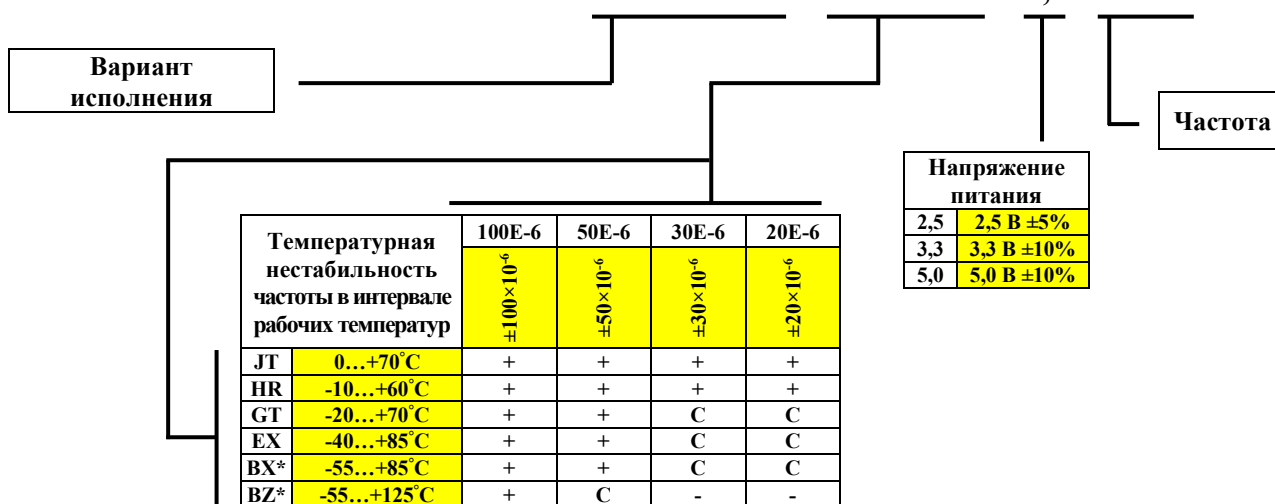 Вариант
исполнения
Частота
Напряжение
питания
2,5 2,5 В ±5%
3,3 3,3 В ±10%
5,0 5,0 В ±10%
Температурная
нестабильность
частоты в интервале
рабочих температур
100E-6 50E-6 30E-6 20E-6
±100×10⁻⁶ ±50×10⁻⁶ ±30×10⁻⁶ ±20×10⁻⁶
JT 0…+70°C + + + +
HR -10…+60°C + + + +
GT -20…+70°C + + C C
EX -40…+85°C + + C C
BX* -55…+85°C + + C C
BZ* -55…+125°C + C - -